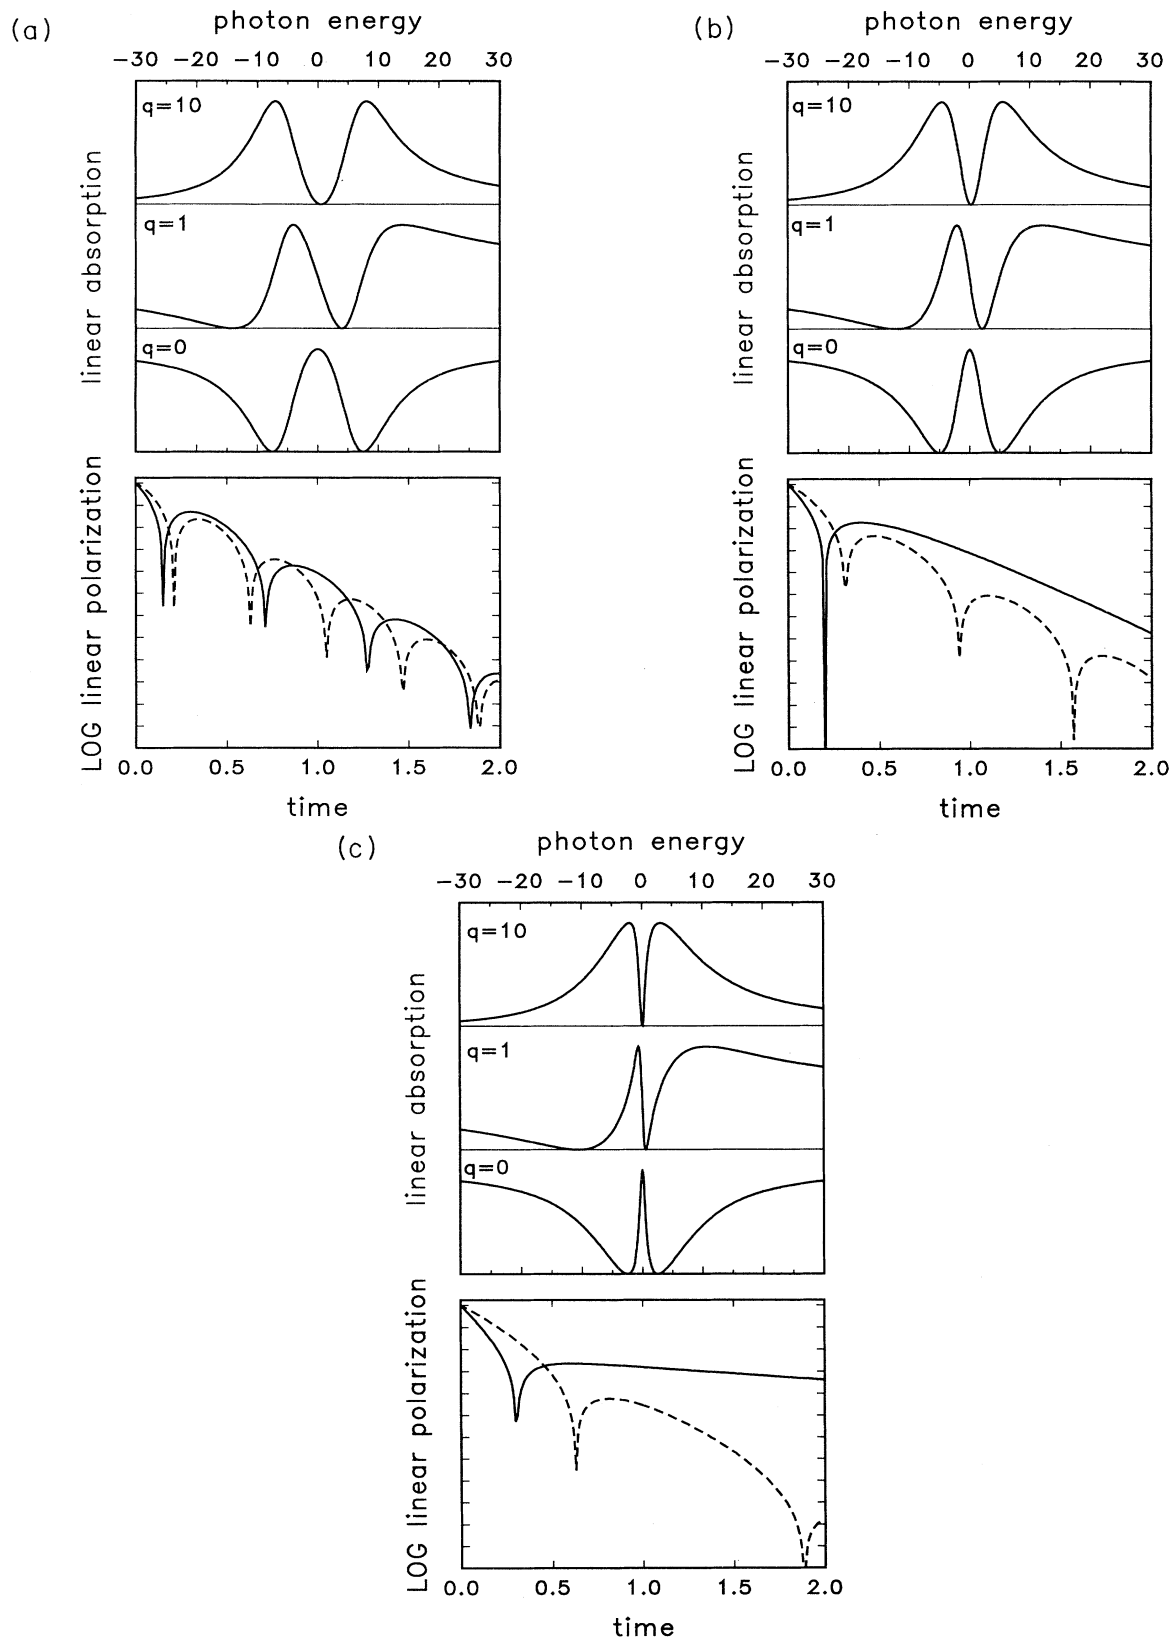 (a)
photon energy
−30 −20 −10 0 10 20 30
q=10
q=1
q=0
linear absorption
LOG linear polarization
0.0 0.5 1.0 1.5 2.0
time
(b)
photon energy
−30 −20 −10 0 10 20 30
q=10
q=1
q=0
linear absorption
LOG linear polarization
0.0 0.5 1.0 1.5 2.0
time
(c)
photon energy
−30 −20 −10 0 10 20 30
q=10
q=1
q=0
linear absorption
LOG linear polarization
0.0 0.5 1.0 1.5 2.0
time